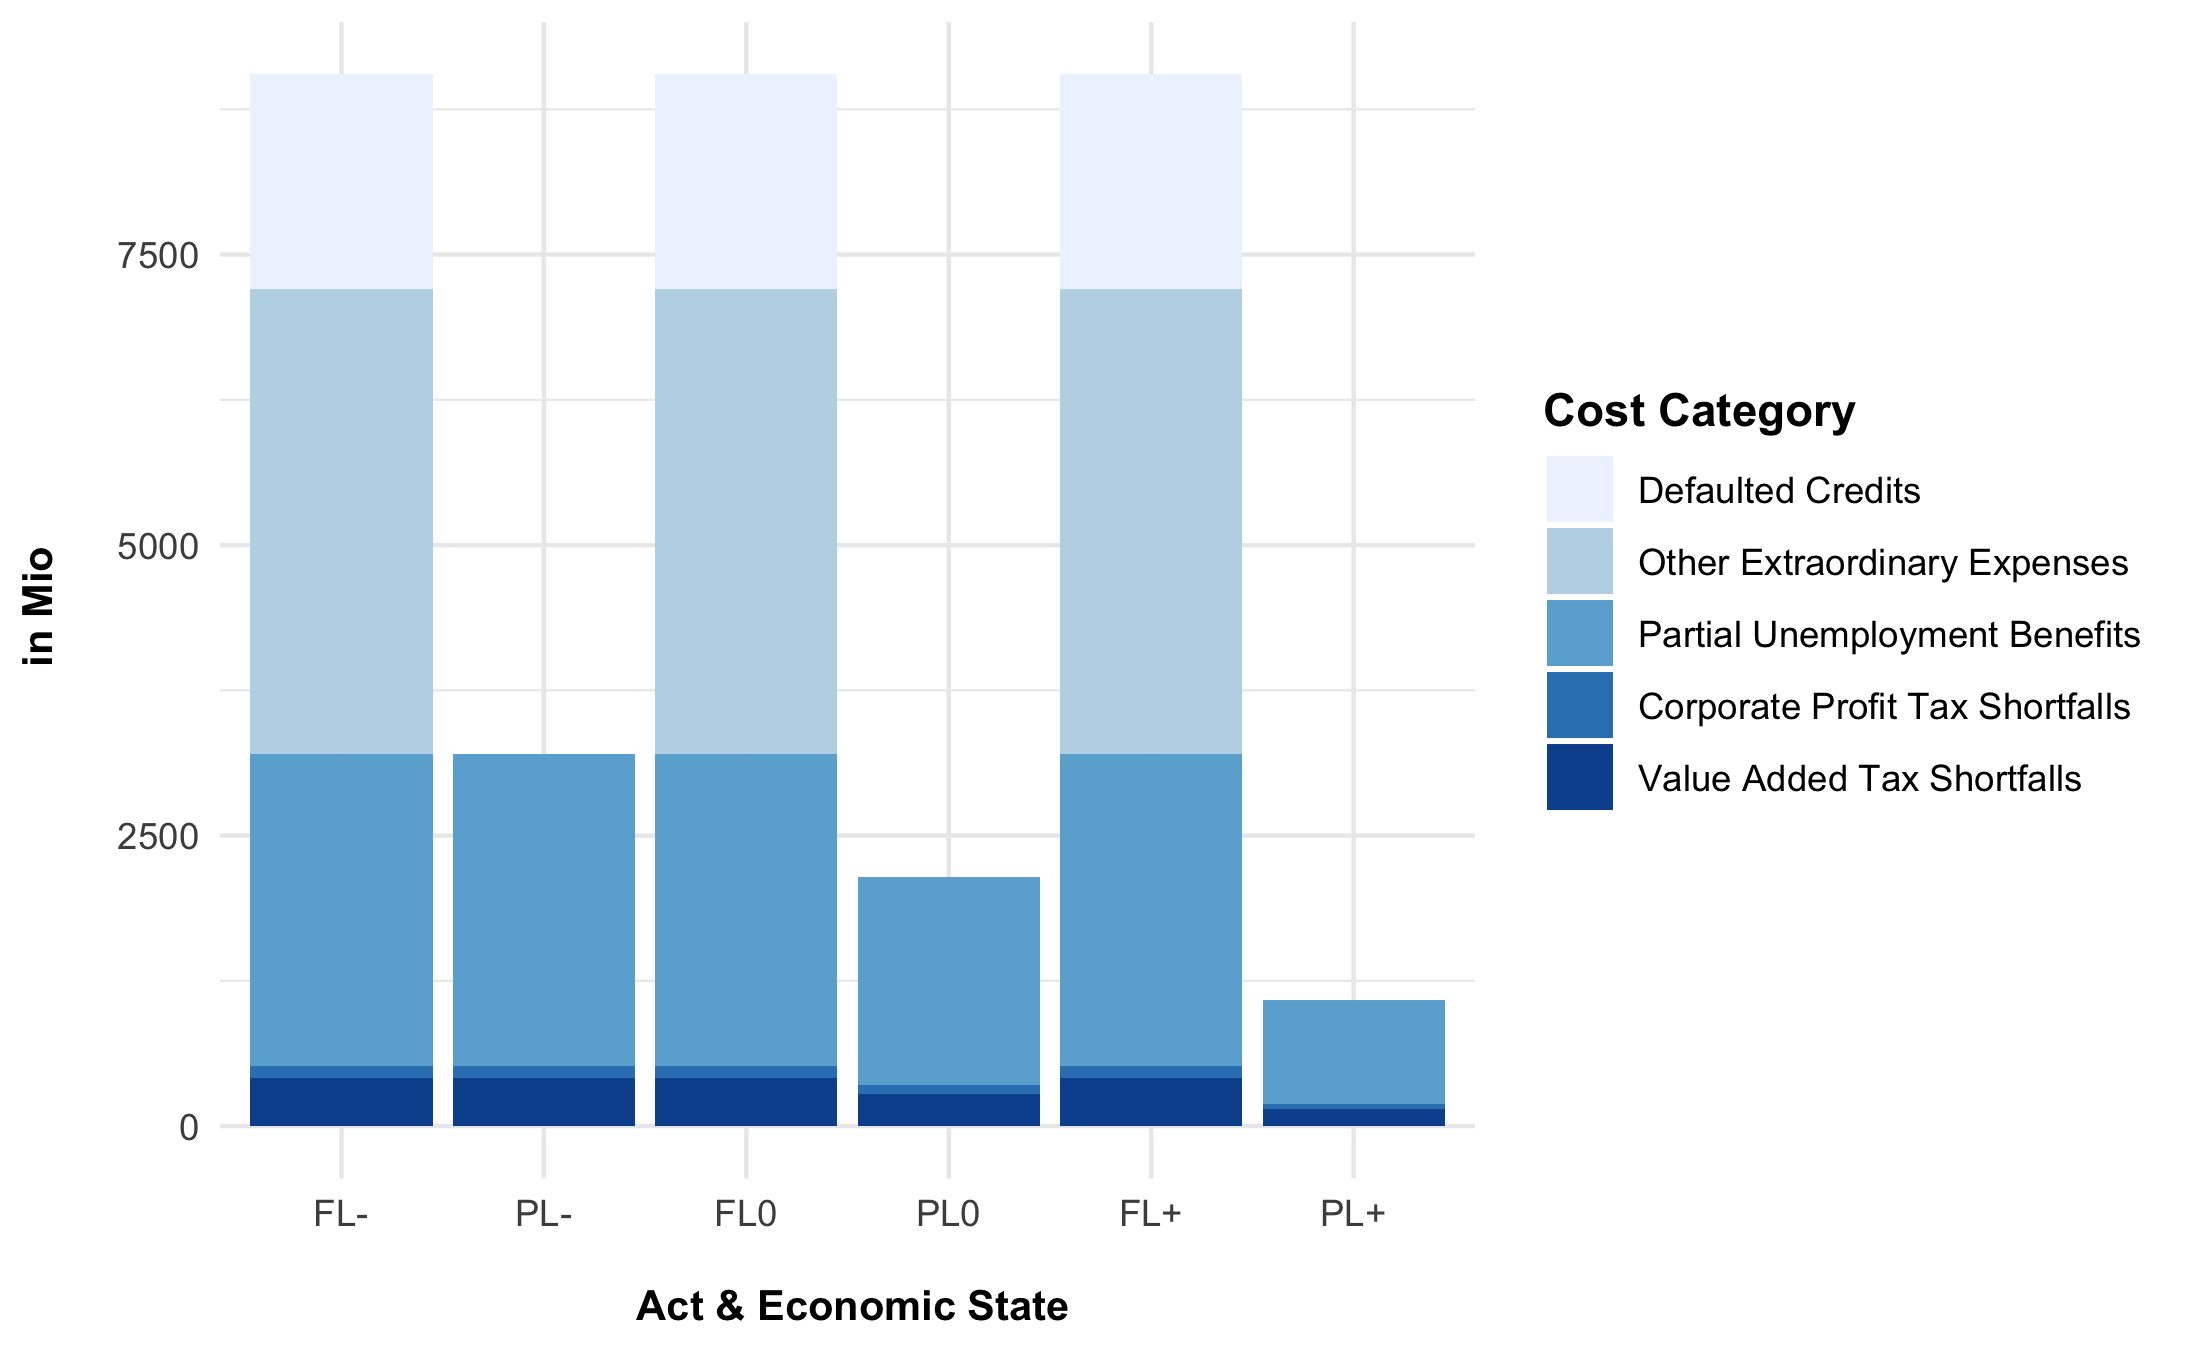 7500
5000
2500
0
in Mio
FL- PL- FL0 PL0 FL+ PL+
Act & Economic State
Cost Category
Defaulted Credits
Other Extraordinary Expenses
Partial Unemployment Benefits
Corporate Profit Tax Shortfalls
Value Added Tax Shortfalls